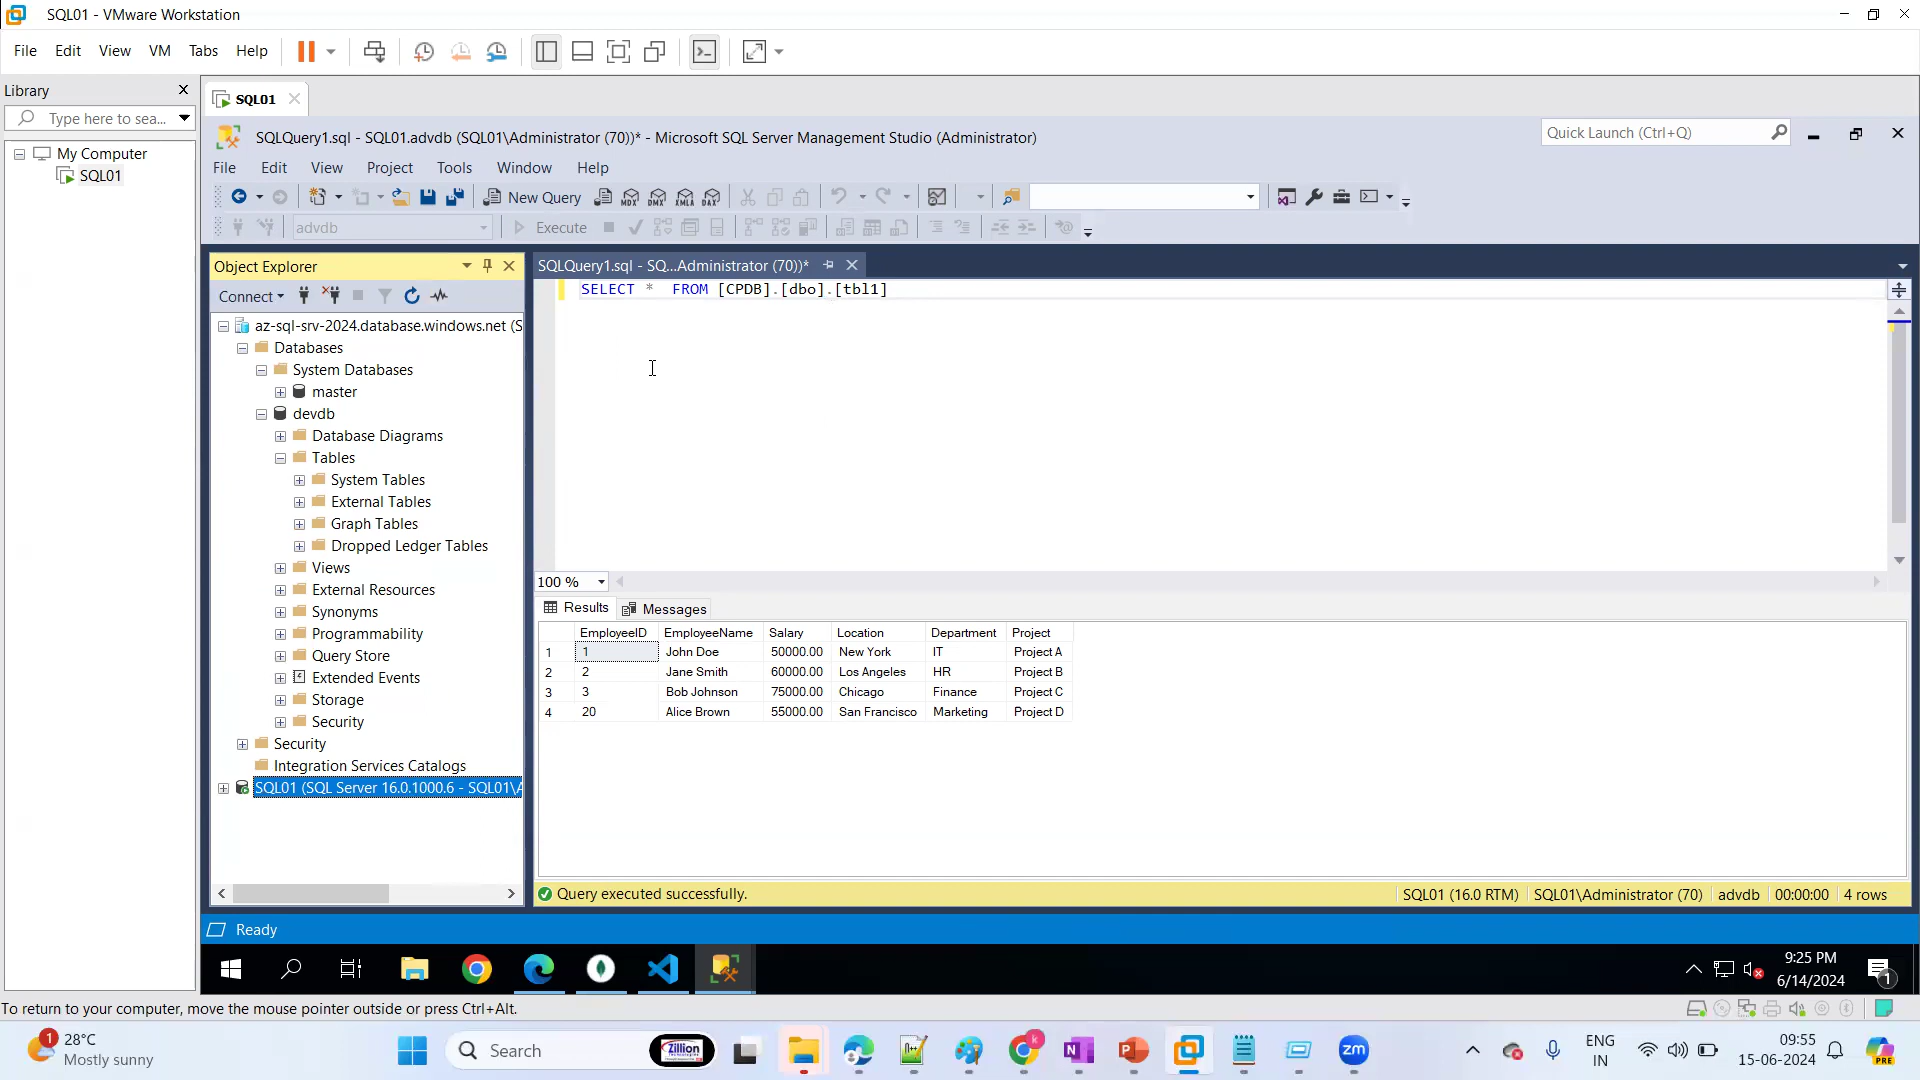 SQL01 - VMware Workstation
File Edit View VM Tabs Help
Library
Type here to sea...
My Computer
SQL01
SQL01
SQLQuery1.sql - SQL01.advdb (SQL01\Administrator (70))* - Microsoft SQL Server Management Studio (Administrator)
Quick Launch (Ctrl+Q)
File Edit View Project Tools Window Help
New Query MDX DMX XMLA DAX
advdb Execute
Object Explorer
Connect
az-sql-srv-2024.database.windows.net (S
Databases
System Databases
master
devdb
Database Diagrams
Tables
System Tables
External Tables
Graph Tables
Dropped Ledger Tables
Views
External Resources
Synonyms
Programmability
Query Store
Extended Events
Storage
Security
Security
Integration Services Catalogs
SQL01 (SQL Server 16.0.1000.6 - SQL01\A
SQLQuery1.sql - SQ...Administrator (70))*
SELECT * FROM [CPDB].[dbo].[tbl1]
100 %
Results Messages
EmployeeID EmployeeName Salary Location Department Project
1 1 John Doe 50000.00 New York IT Project A
2 2 Jane Smith 60000.00 Los Angeles HR Project B
3 3 Bob Johnson 75000.00 Chicago Finance Project C
4 20 Alice Brown 55000.00 San Francisco Marketing Project D
Query executed successfully. SQL01 (16.0 RTM) SQL01\Administrator (70) advdb 00:00:00 4 rows
Ready
9:25 PM
6/14/2024
1
To return to your computer, move the mouse pointer outside or press Ctrl+Alt.
1
28°C
Mostly sunny
Search
Zillion
k
zm
ENG
IN
09:55
15-06-2024
PRE